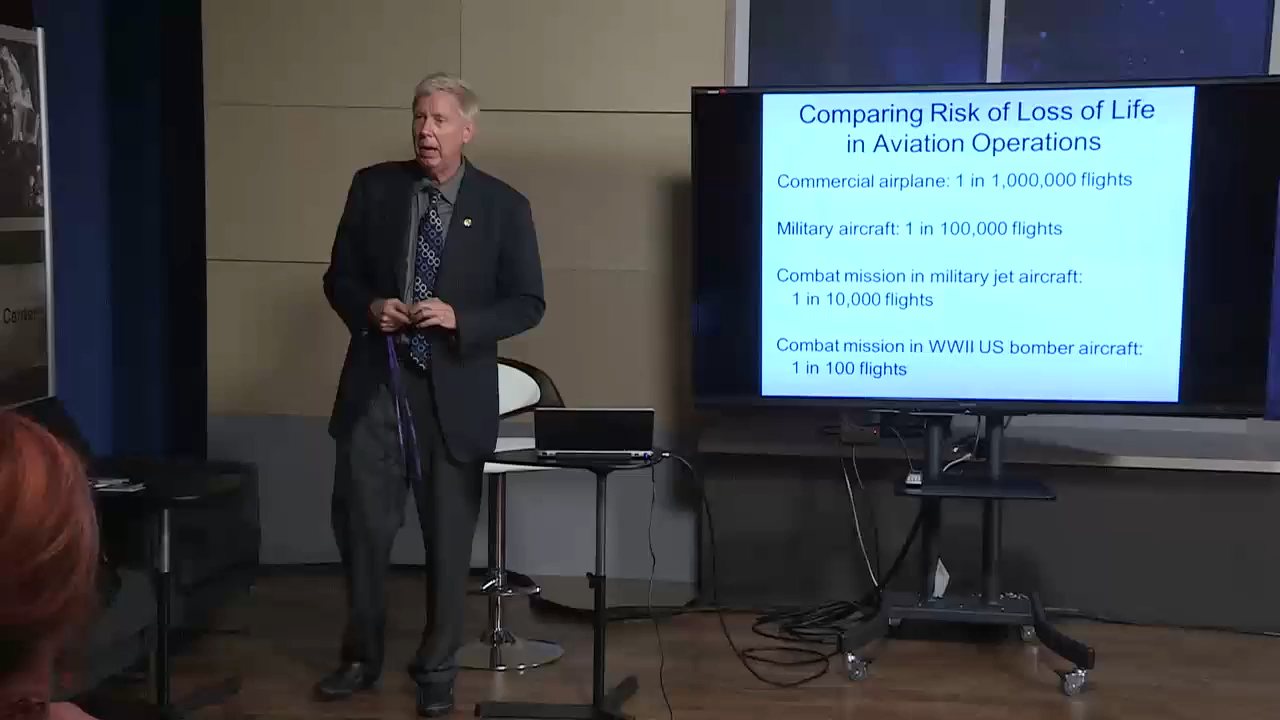 Comparing Risk of Loss of Life
in Aviation Operations
Commercial airplane: 1 in 1,000,000 flights
Military aircraft: 1 in 100,000 flights
Combat mission in military jet aircraft:
1 in 10,000 flights
Combat mission in WWII US bomber aircraft:
1 in 100 flights